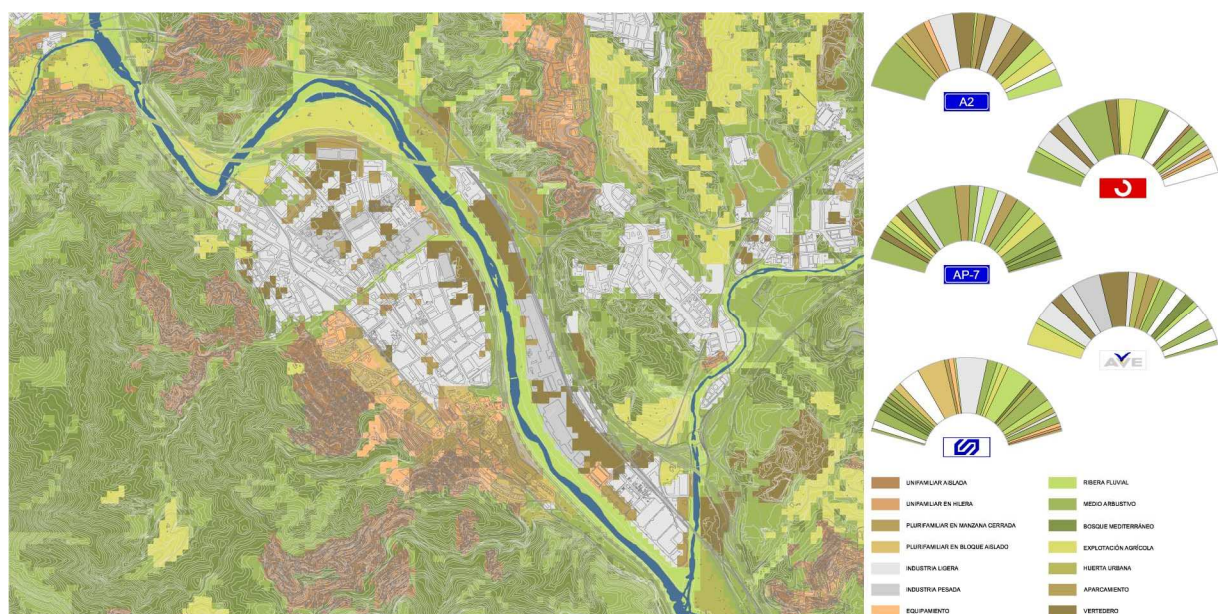 A2
AP-7
AVE
UNIFAMILIAR AISLADA
UNIFAMILIAR EN HILERA
PLURIFAMILIAR EN MANZANA CERRADA
PLURIFAMILIAR EN BLOQUE AISLADO
INDUSTRIA LIGERA
INDUSTRIA PESADA
EQUIPAMIENTO
RIBERA FLUVIAL
MEDIO ARBUSTIVO
BOSQUE MEDITERRÁNEO
EXPLOTACIÓN AGRÍCOLA
HUERTA URBANA
APARCAMIENTO
VERTEDERO